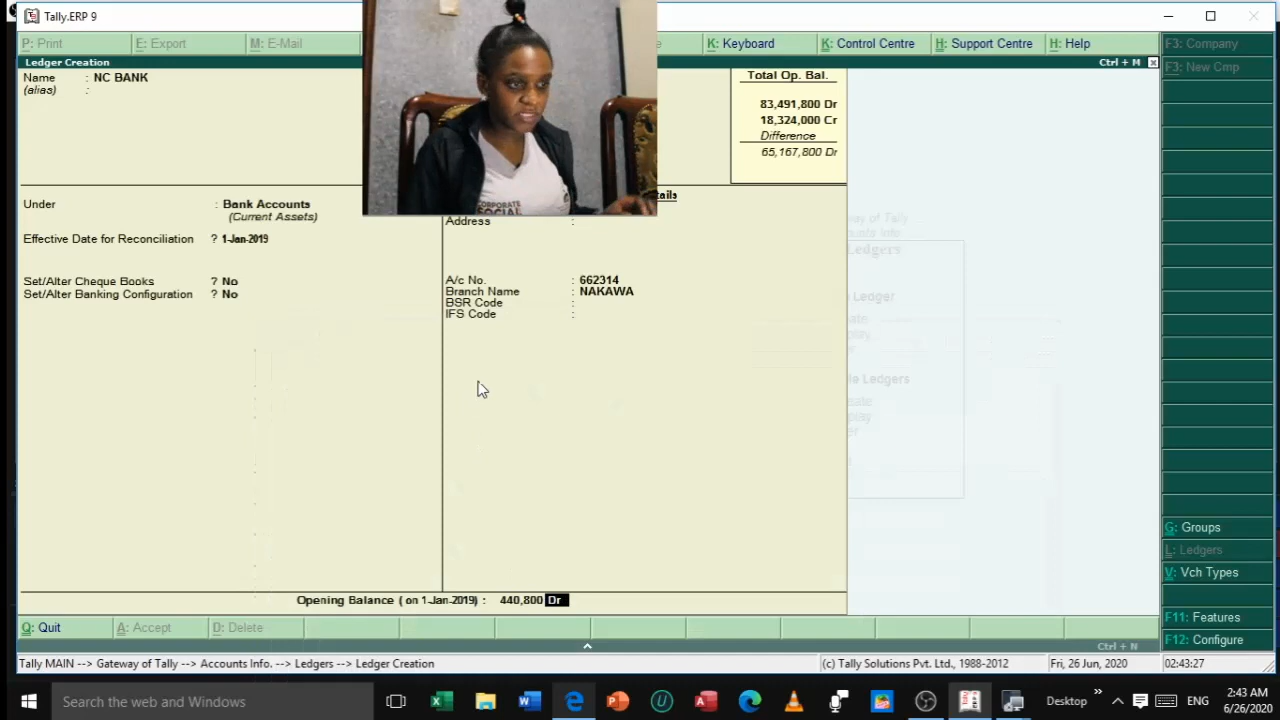 Tally.ERP 9
P: Print E: Export M: E-Mail K: Keyboard K: Control Centre H: Support Centre H: Help F3: Company
Ledger Creation Ctrl + M F3: New Cmp
Name : NC BANK Total Op. Bal.
(alias) :
83,491,800 Dr
18,324,000 Cr
Difference
65,167,800 Dr
CORPORATE
SOCIAL
Under : Bank Accounts
(Current Assets)
Address :
Effective Date for Reconciliation ? 1-Jan-2019
Set/Alter Cheque Books ? No A/c No. : 662314
Set/Alter Banking Configuration ? No Branch Name : NAKAWA
BSR Code :
IFS Code :
G: Groups
L: Ledgers
V: Vch Types
Opening Balance ( on 1-Jan-2019) : 440,800 Dr
F11: Features
Q: Quit A: Accept D: Delete F12: Configure
Ctrl + N
Tally MAIN --> Gateway of Tally --> Accounts Info. --> Ledgers --> Ledger Creation (c) Tally Solutions Pvt. Ltd., 1988-2012 Fri, 26 Jun, 2020 02:43:27
Search the web and Windows Desktop ENG 2:43 AM
6/26/2020